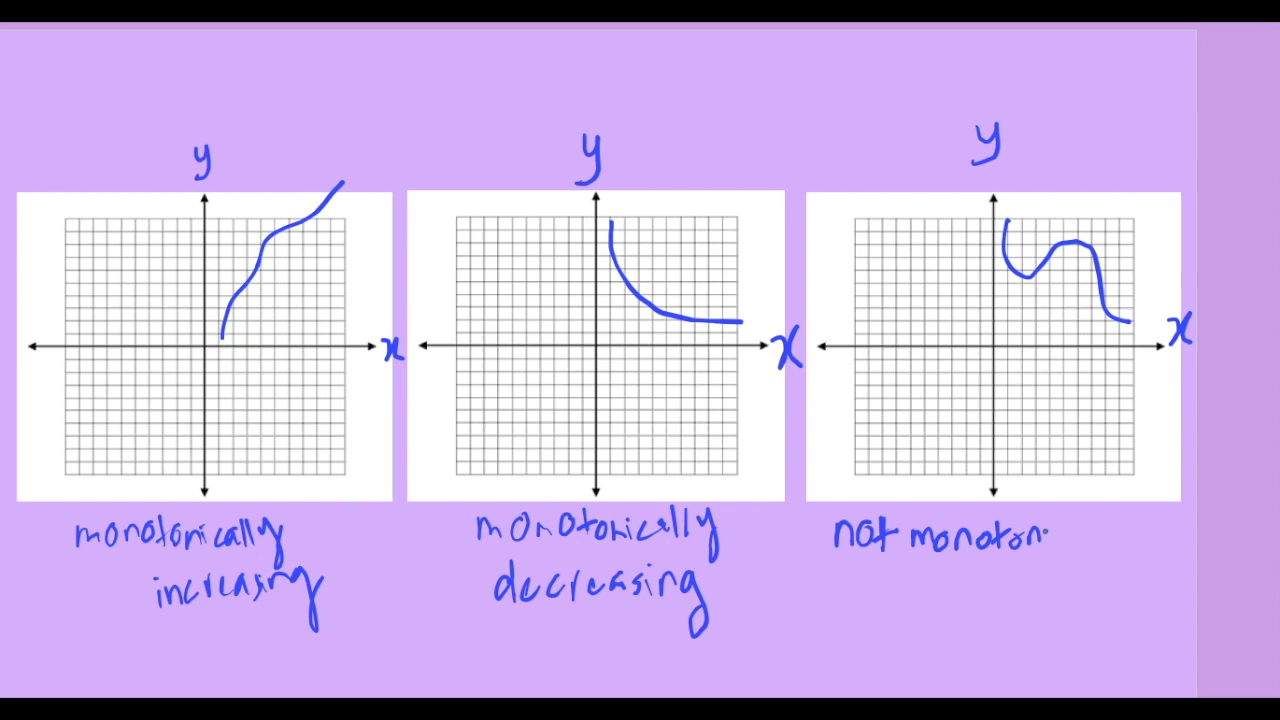 y
y
y
x
x
x
monotonically
increasing
monotonically
decreasing
not monoton